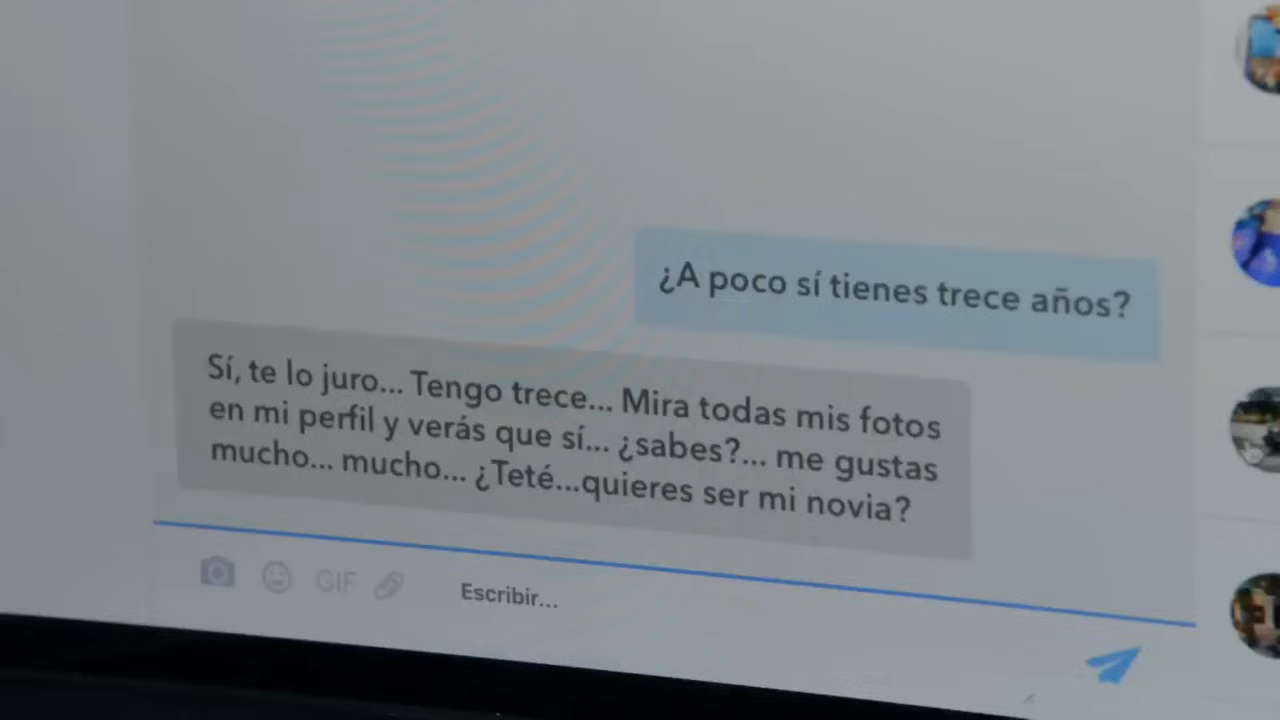 ¿A poco sí tienes trece años?
Sí, te lo juro... Tengo trece... Mira todas mis fotos
en mi perfil y verás que sí... ¿sabes?... me gustas
mucho... mucho... ¿Teté...quieres ser mi novia?
GIF
Escribir...